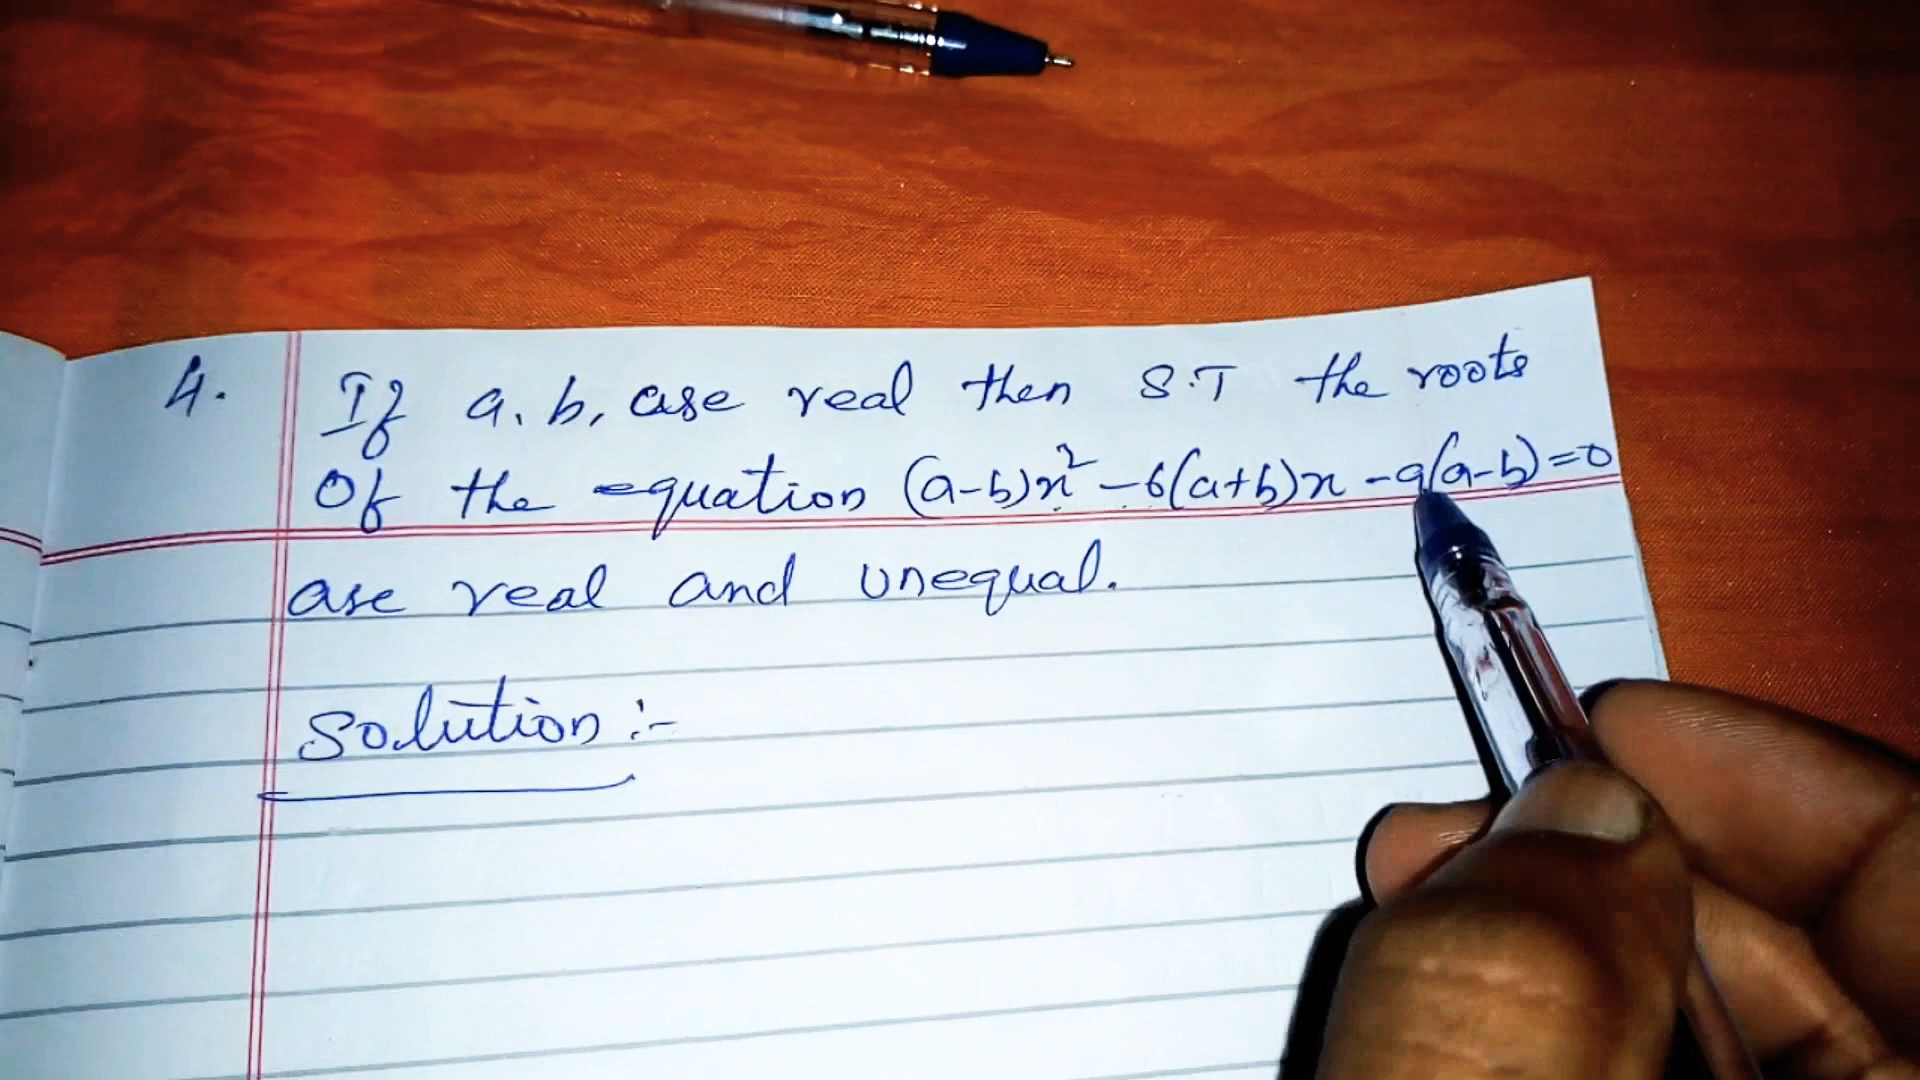 4. If a, b, are real then S.T the roots
Of the equation (a-b)x² -6(a+b)x -9(a-b)=0
are real and unequal.
Solution :-